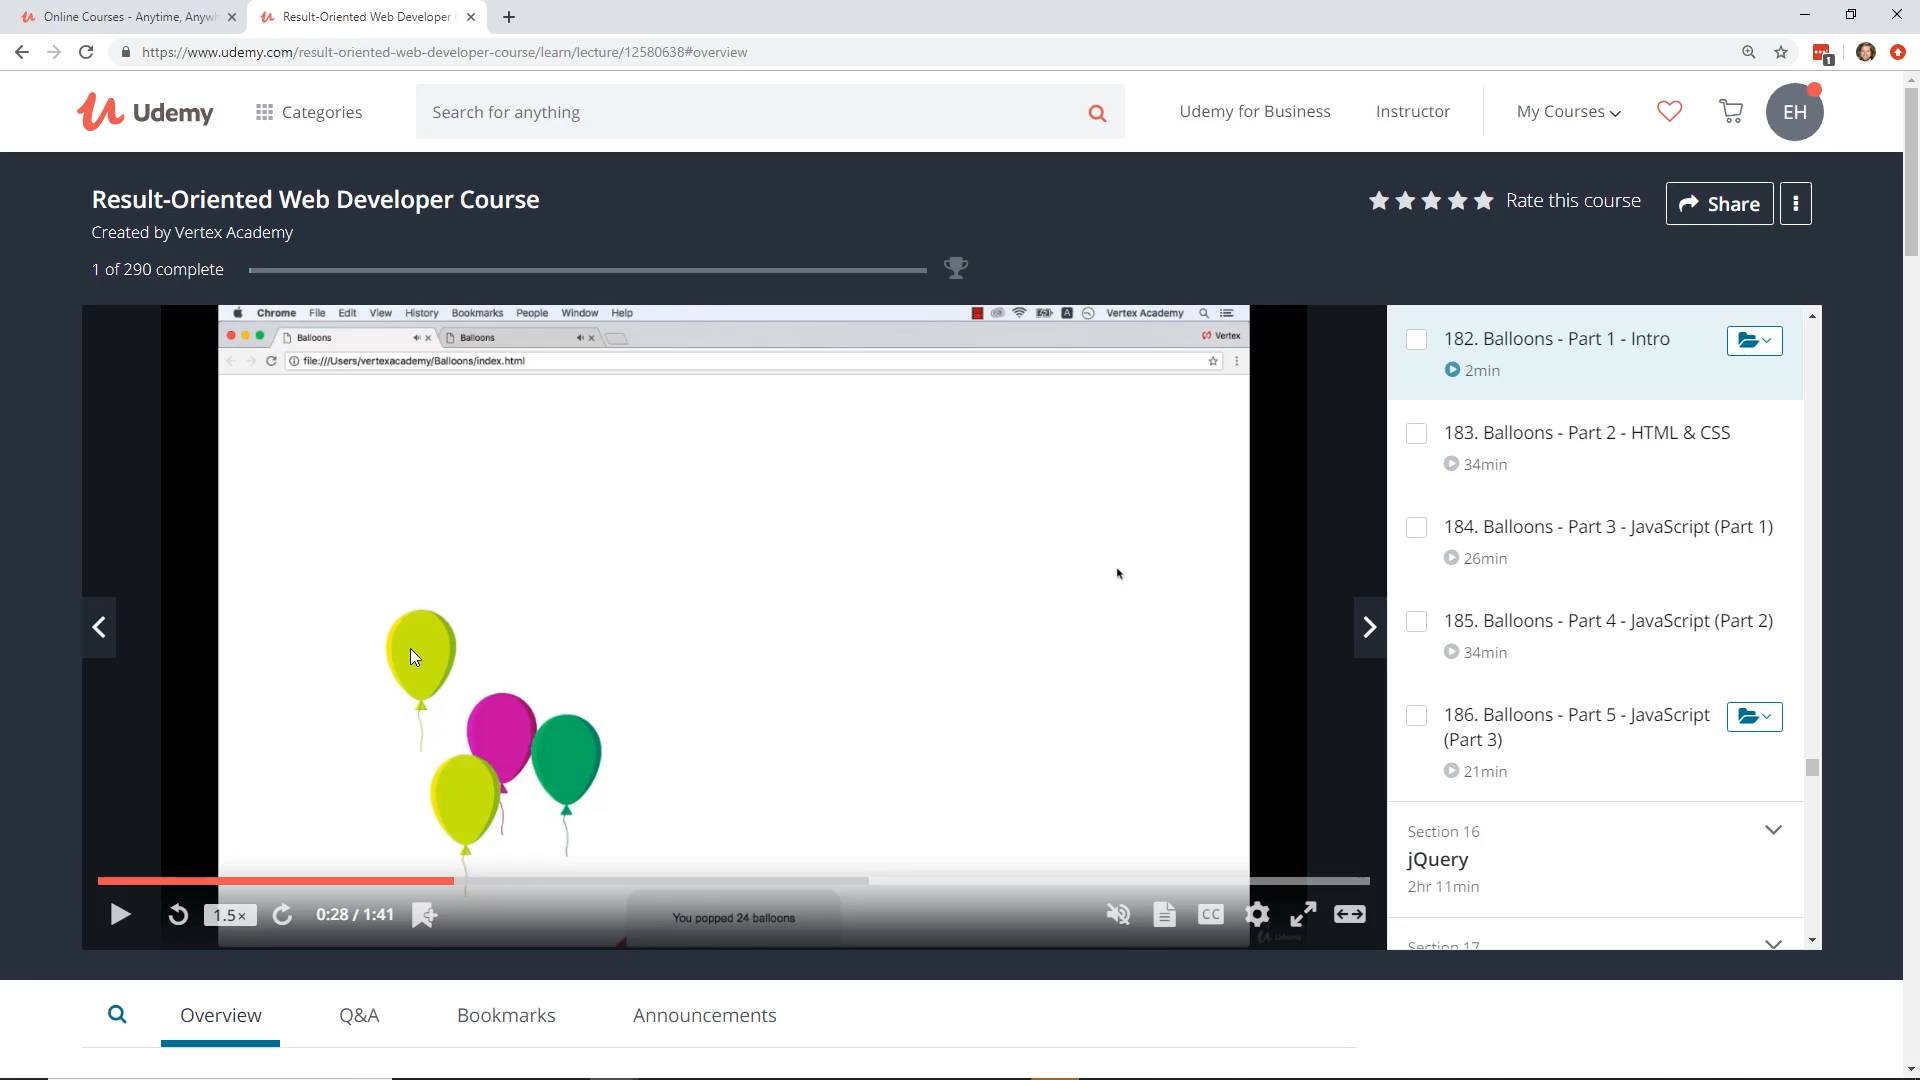 Online Courses - Anytime, Anywh
Result-Oriented Web Developer
https://www.udemy.com/result-oriented-web-developer-course/learn/lecture/12580638#overview
1
Udemy
Categories
Search for anything
Udemy for Business
Instructor
My Courses
EH
Result-Oriented Web Developer Course
Rate this course
Share
Created by Vertex Academy
1 of 290 complete
Chrome File Edit View History Bookmarks People Window Help
A
Vertex Academy
Balloons
Balloons
Vertex
file:///Users/vertexacademy/Balloons/index.html
You popped 24 balloons
1.5×
0:28 / 1:41
CC
Udemy
182. Balloons - Part 1 - Intro
2min
183. Balloons - Part 2 - HTML & CSS
34min
184. Balloons - Part 3 - JavaScript (Part 1)
26min
185. Balloons - Part 4 - JavaScript (Part 2)
34min
186. Balloons - Part 5 - JavaScript
(Part 3)
21min
Section 16
jQuery
2hr 11min
Section 17
Overview
Q&A
Bookmarks
Announcements